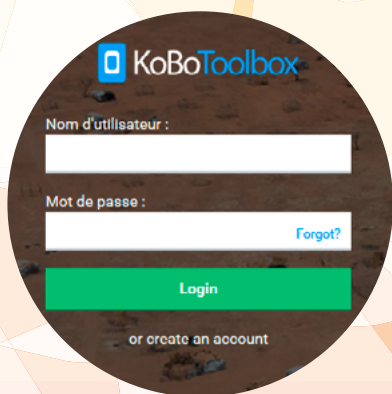 KoBoToolbox
Nom d'utilisateur :
Mot de passe :
Forgot?
Login
or create an account